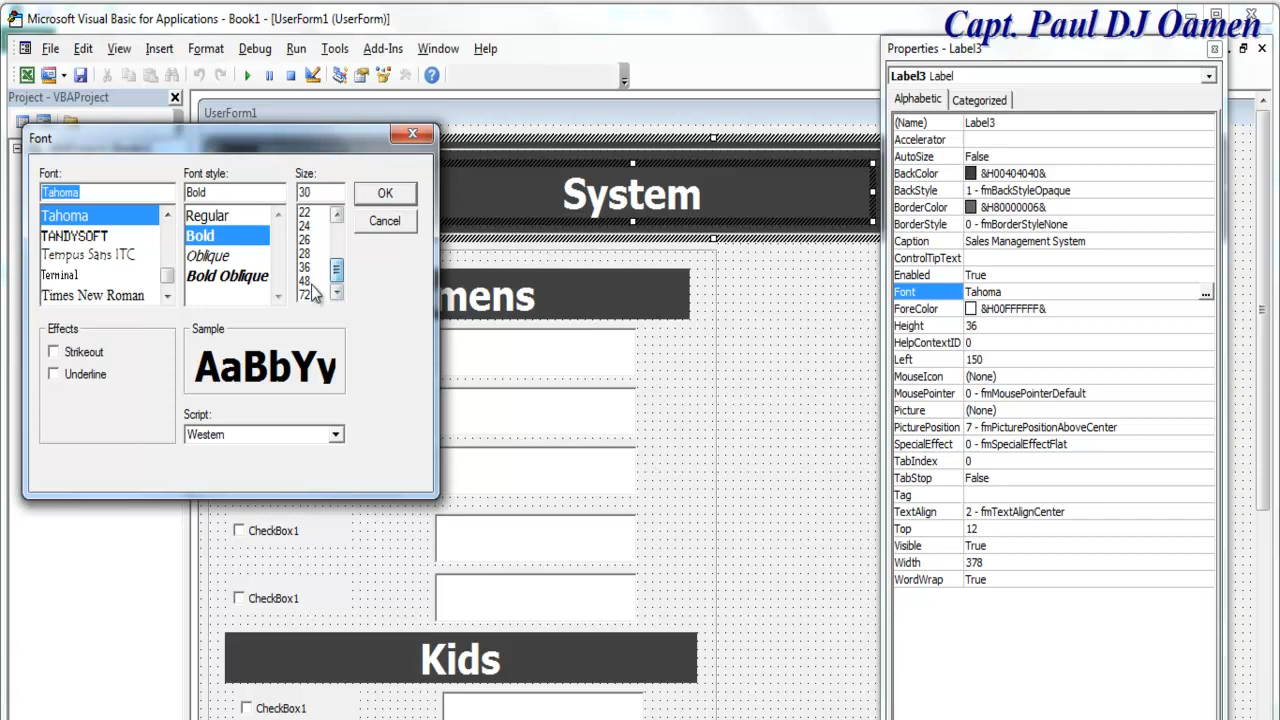 Microsoft Visual Basic for Applications - Book1 - [UserForm1 (UserForm)]
Capt. Paul DJ Oamen
File Edit View Insert Format Debug Run Tools Add-Ins Window Help
Properties - Label3
Label3 Label
Project - VBAProject
Alphabetic Categorized
UserForm1
(Name) Label3
Accelerator
AutoSize False
BackColor &H00404040&
BackStyle 1 - fmBackStyleOpaque
BorderColor &H80000006&
BorderStyle 0 - fmBorderStyleNone
Caption Sales Management System
ControlTipText
Enabled True
Font Tahoma ...
ForeColor &H00FFFFFF&
Height 36
HelpContextID 0
Left 150
MouseIcon (None)
MousePointer 0 - fmMousePointerDefault
Picture (None)
PicturePosition 7 - fmPicturePositionAboveCenter
SpecialEffect 0 - fmSpecialEffectFlat
TabIndex 0
TabStop False
Tag
TextAlign 2 - fmTextAlignCenter
Top 12
Visible True
Width 378
WordWrap True
Font
Font: Font style: Size:
Tahoma Bold 30 OK
Tahoma Regular 22 Cancel
TANDYSOFT Bold 24
Tempus Sans ITC Oblique 26
Terminal Bold Oblique 28
Times New Roman 36
48
72
Effects Sample
Strikeout AaBbYy
Underline
Script:
Western
System
mens
CheckBox1
CheckBox1
Kids
CheckBox1